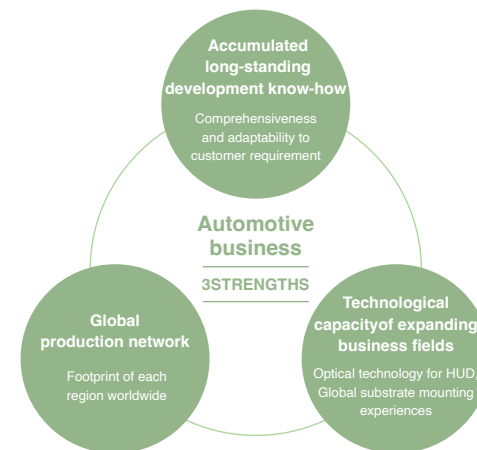 Accumulated
long-standing
development know-how
Comprehensiveness
and adaptability to
customer requirement
Automotive
business
3STRENGTHS
Global
production network
Footprint of each
region worldwide
Technological
capacityof expanding
business fields
Optical technology for HUD,
Global substrate mounting
experiences